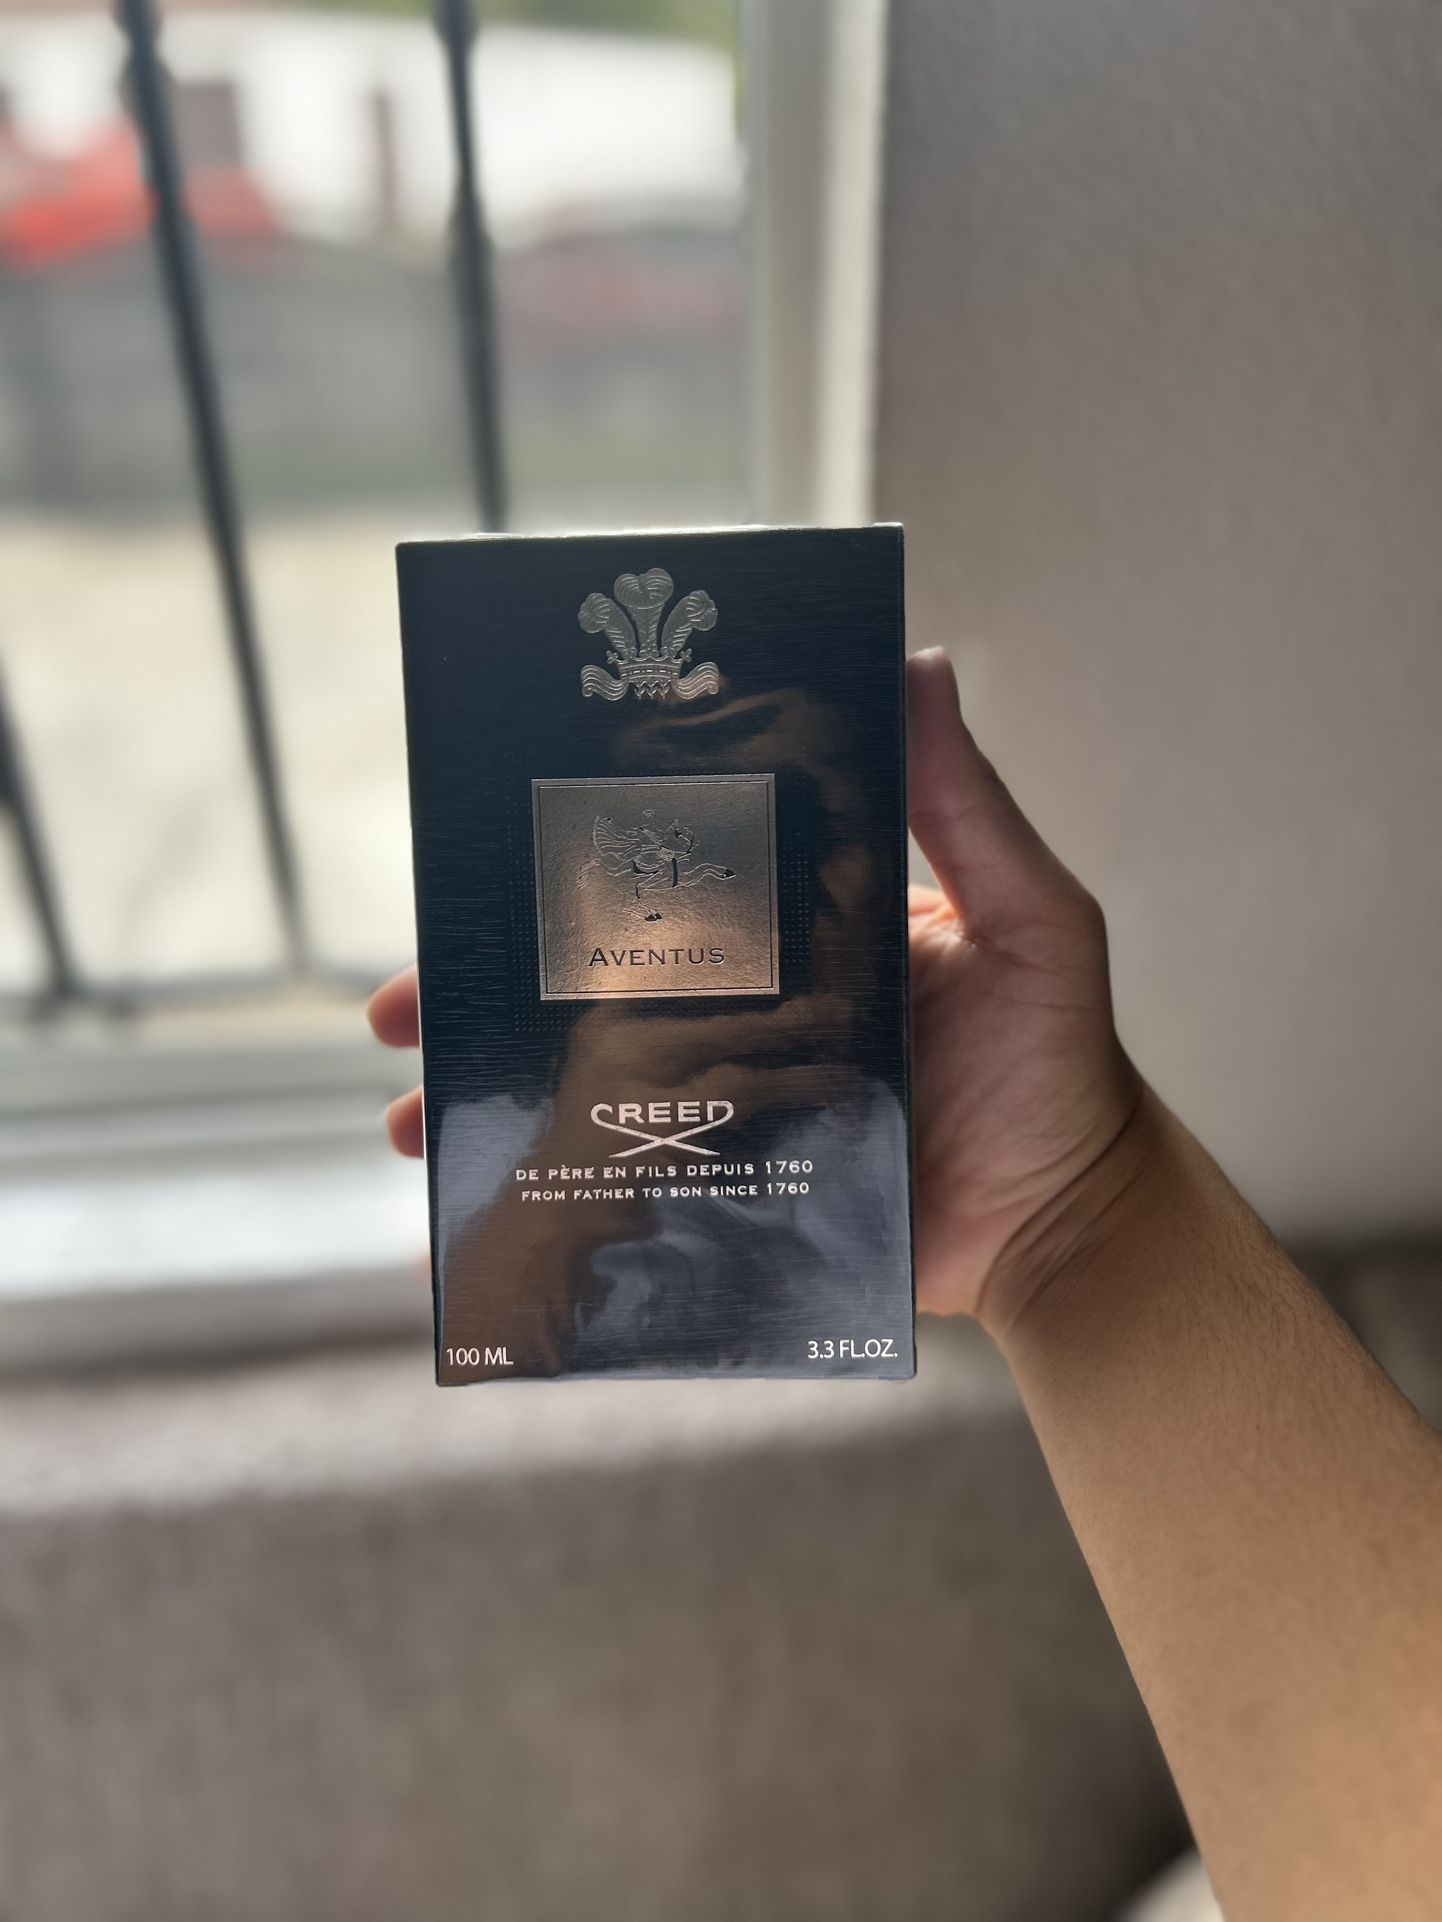 AVENTUS
CREED
DE PÈRE EN FILS DEPUIS 1760
FROM FATHER TO SON SINCE 1760
100 ML
3.3 FL.OZ.